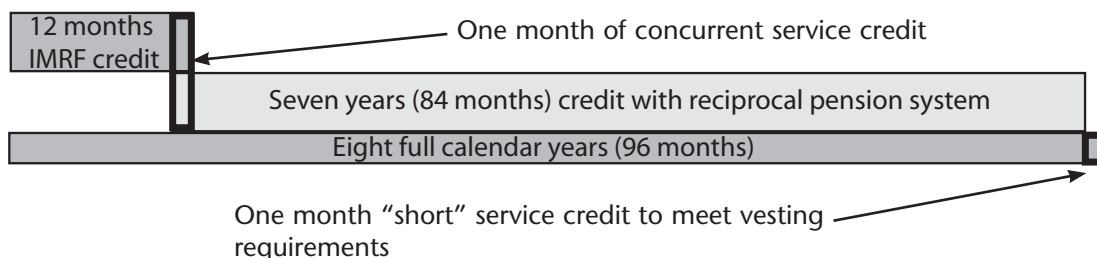 12 months
IMRF credit
One month of concurrent service credit
Seven years (84 months) credit with reciprocal pension system
Eight full calendar years (96 months)
One month “short” service credit to meet vesting
requirements